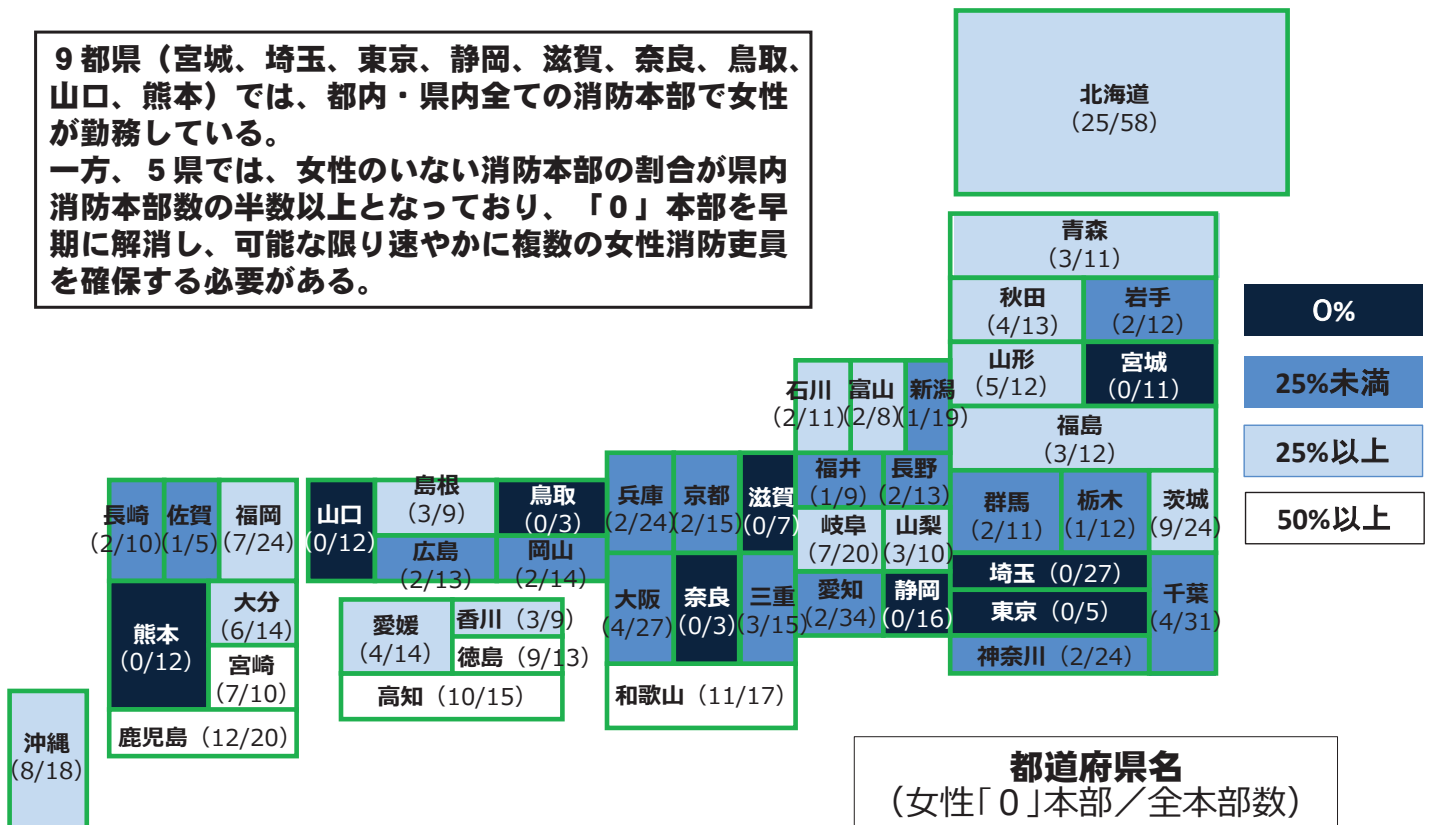 9都県（宮城、埼玉、東京、静岡、滋賀、奈良、鳥取、
山口、熊本）では、都内・県内全ての消防本部で女性
が勤務している。
一方、5県では、女性のいない消防本部の割合が県内
消防本部数の半数以上となっており、「0」本部を早
期に解消し、可能な限り速やかに複数の女性消防吏員
を確保する必要がある。
北海道
（25/58）
青森
（3/11）
秋田
（4/13）
岩手
（2/12）
山形
（5/12）
宮城
（0/11）
福島
（3/12）
0%
25%未満
25%以上
50%以上
石川
（2/11）
富山
（2/8）
新潟
（1/19）
福井
（1/9）
長野
（2/13）
岐阜
（7/20）
山梨
（3/10）
愛知
（2/34）
静岡
（0/16）
群馬
（2/11）
栃木
（1/12）
茨城
（9/24）
埼玉（0/27）
東京（0/5）
神奈川（2/24）
千葉
（4/31）
兵庫
（2/24）
京都
（2/15）
滋賀
（0/7）
大阪
（4/27）
奈良
（0/3）
三重
（3/15）
和歌山（11/17）
山口
（0/12）
島根
（3/9）
鳥取
（0/3）
広島
（2/13）
岡山
（2/14）
愛媛
（4/14）
香川（3/9）
徳島（9/13）
高知（10/15）
長崎
（2/10）
佐賀
（1/5）
福岡
（7/24）
熊本
（0/12）
大分
（6/14）
宮崎
（7/10）
鹿児島（12/20）
沖縄
（8/18）
都道府県名
（女性「0」本部／全本部数）